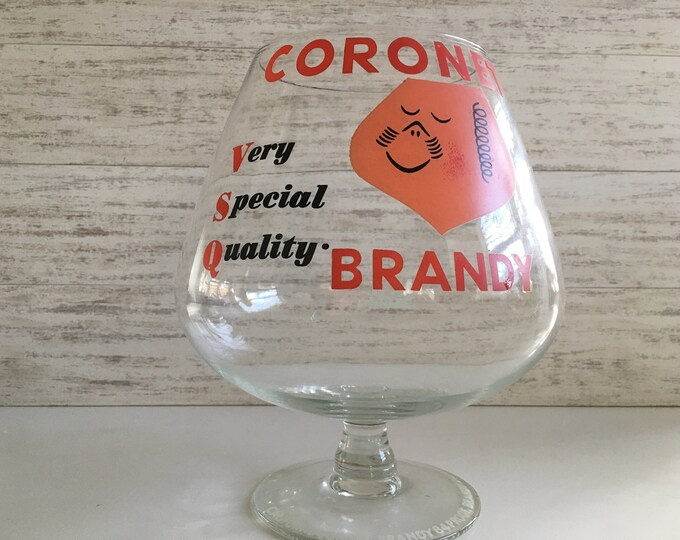 CORONET
Very
Special
Quality·
BRANDY